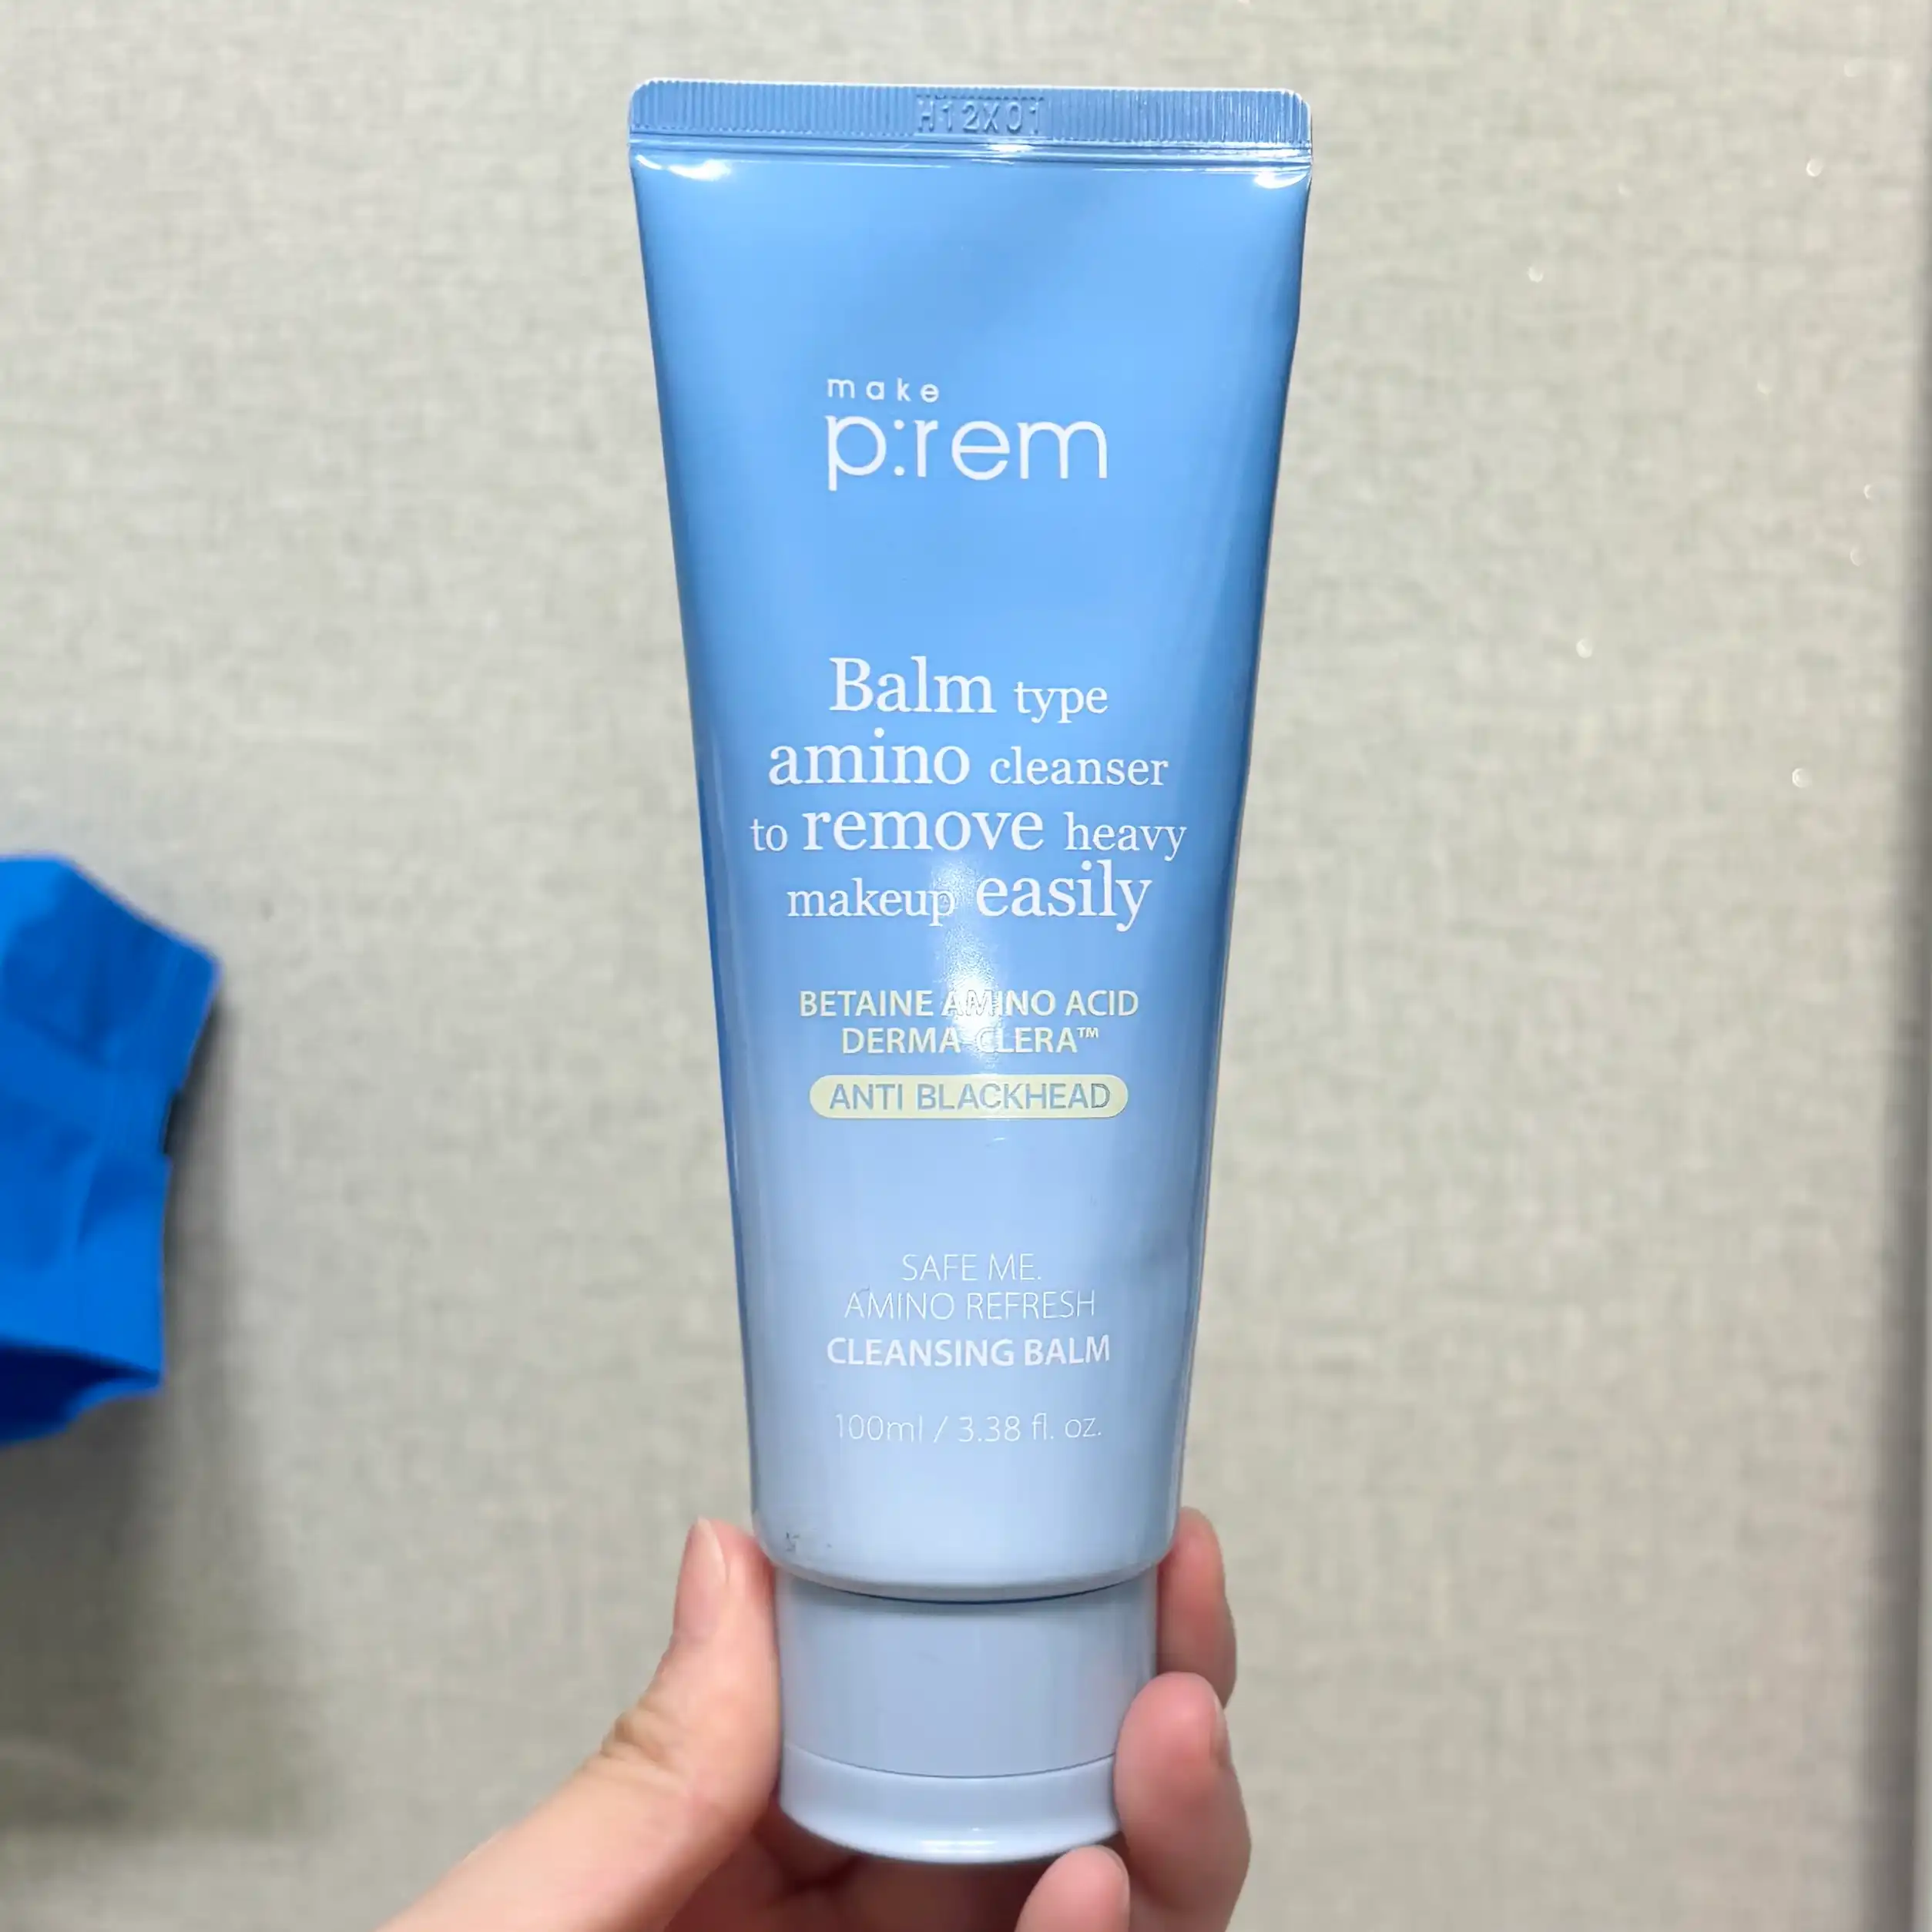 H12X01
make
p:rem
Balm type
amino cleanser
to remove heavy
makeup easily
BETAINE AMINO ACID
DERMA-CLERA™
ANTI BLACKHEAD
SAFE ME.
AMINO REFRESH
CLEANSING BALM
100ml / 3.38 fl. oz.